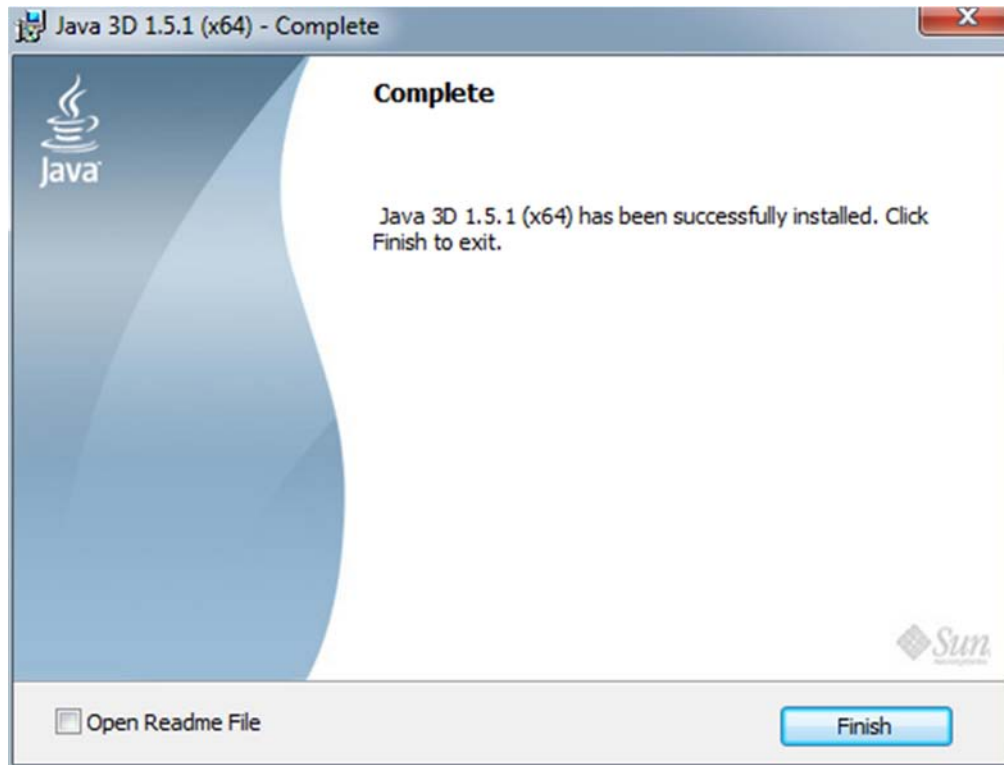 Java 3D 1.5.1 (x64) - Complete
Java
Complete
Java 3D 1.5.1 (x64) has been successfully installed. Click
Finish to exit.
Sun
Open Readme File
Finish